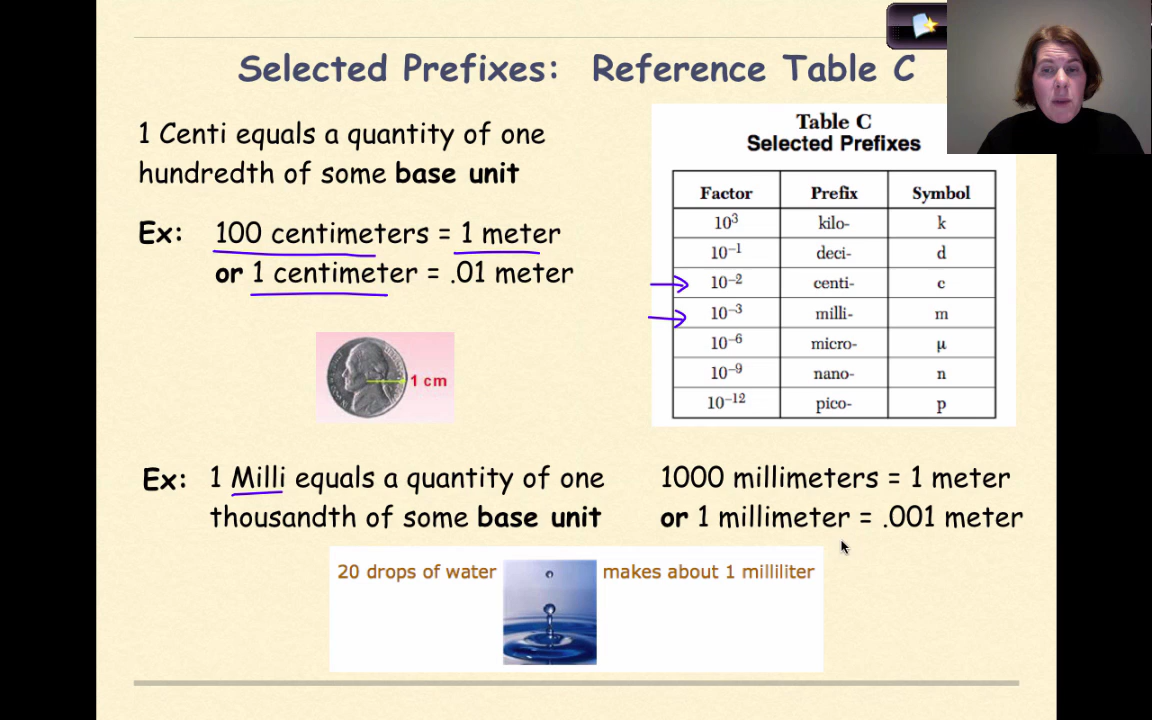 Selected Prefixes: Reference Table C
1 Centi equals a quantity of one
hundredth of some base unit
Ex: 100 centimeters = 1 meter
or 1 centimeter = .01 meter
1 cm
Table C
Selected Prefixes
Factor Prefix Symbol
10³ kilo- k
10⁻¹ deci- d
10⁻² centi- c
10⁻³ milli- m
10⁻⁶ micro- μ
10⁻⁹ nano- n
10⁻¹² pico- p
Ex: 1 Milli equals a quantity of one
thousandth of some base unit
1000 millimeters = 1 meter
or 1 millimeter = .001 meter
20 drops of water makes about 1 milliliter